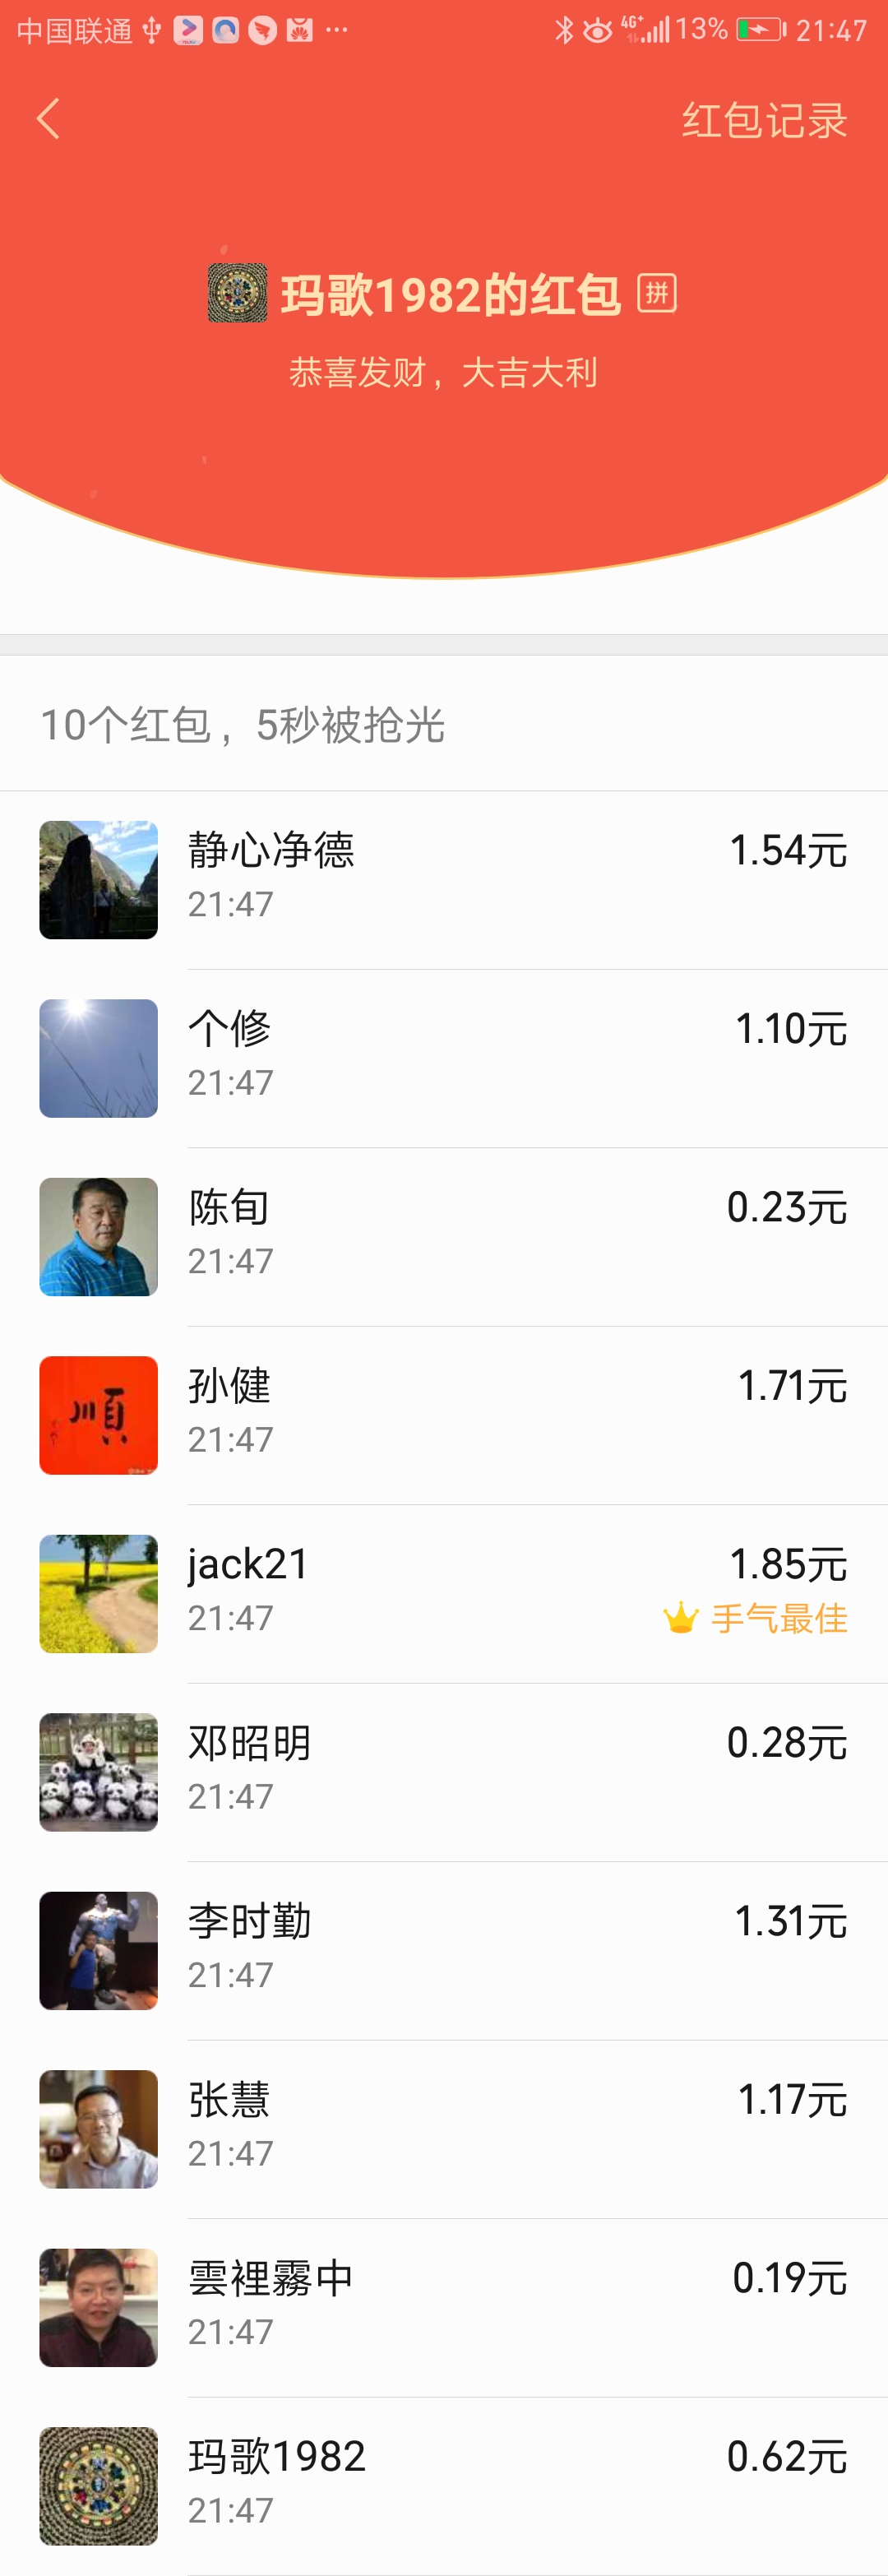 中国联通 4G+ 13% 21:47
红包记录
玛歌1982的红包 拼
恭喜发财，大吉大利
10个红包，5秒被抢光
静心净德 1.54元
21:47
个修 1.10元
21:47
陈旬 0.23元
21:47
順
孙健 1.71元
21:47
jack21 1.85元
21:47 手气最佳
邓昭明 0.28元
21:47
李时勤 1.31元
21:47
张慧 1.17元
21:47
雲裡霧中 0.19元
21:47
玛歌1982 0.62元
21:47